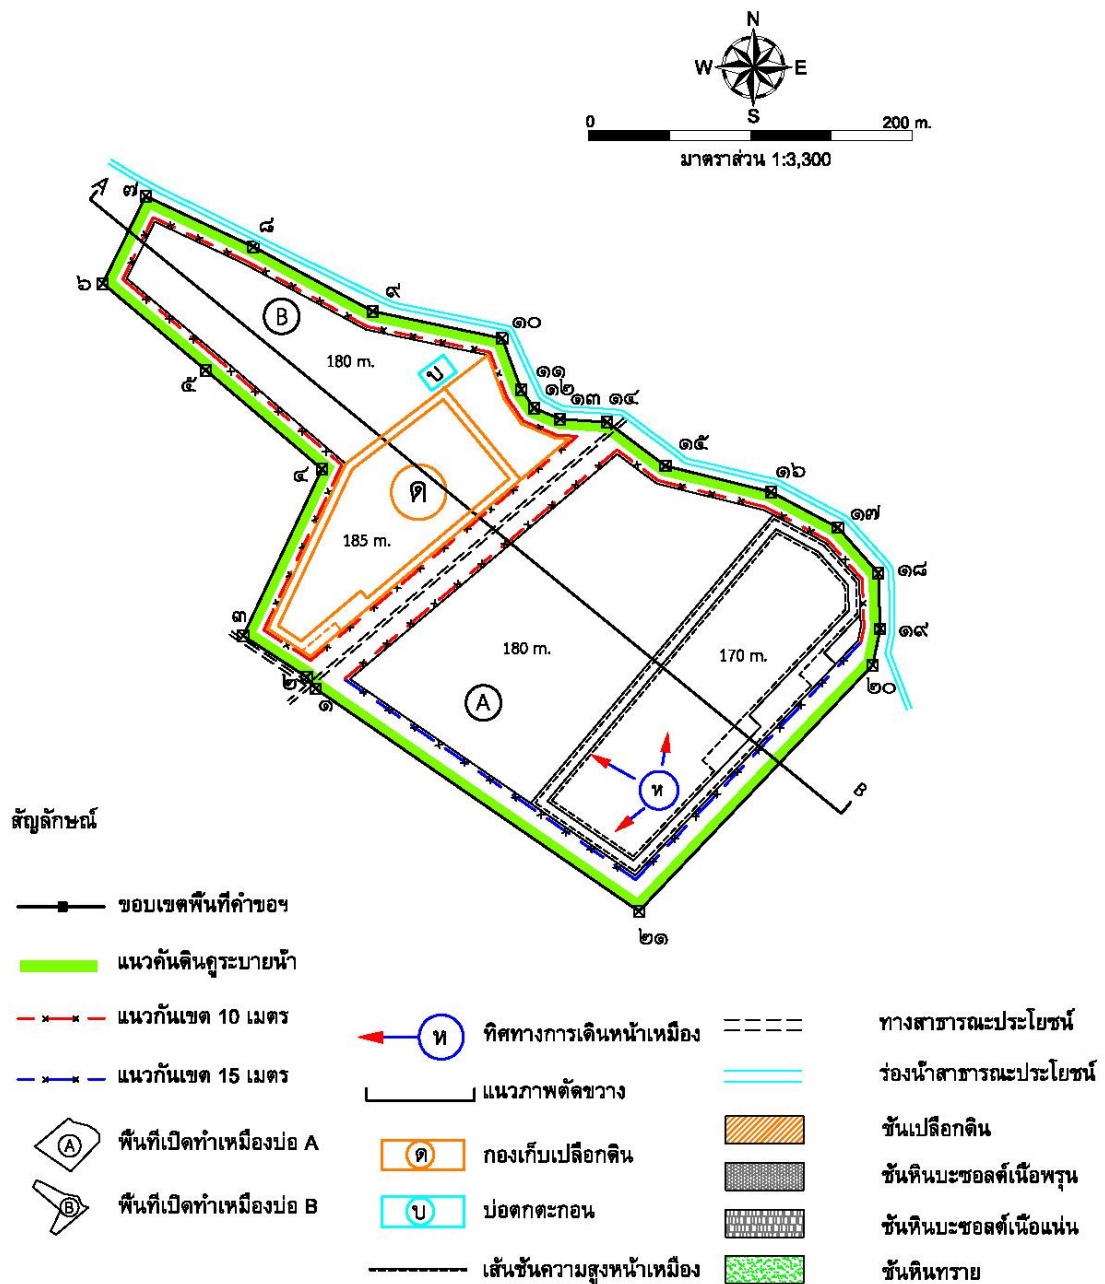 N
W E
S
0 200 m.
มาตราส่วน 1:3,300
A
๗
๘
๖
๙
B
๑๐
180 m.
๕
บ
๑๑
๑๒
๑๓
๑๔
๔
ด
๑๕
๑๖
๑๗
185 m.
๑๘
๓
180 m.
170 m.
๑๙
๒
๑
A
๒๐
ห
B
๒๑
สัญลักษณ์
ขอบเขตพื้นที่คำขอฯ
แนวคันดินคูระบายน้ำ
แนวกันเขต 10 เมตร
แนวกันเขต 15 เมตร
A พื้นที่เปิดทำเหมืองบ่อ A
B พื้นที่เปิดทำเหมืองบ่อ B
ห ทิศทางการเดินหน้าเหมือง
แนวภาพตัดขวาง
ด กองเก็บเปลือกดิน
บ บ่อตกตะกอน
เส้นชั้นความสูงหน้าเหมือง
ทางสาธารณะประโยชน์
ร่องน้ำสาธารณะประโยชน์
ชั้นเปลือกดิน
ชั้นหินบะซอลต์เนื้อพรุน
ชั้นหินบะซอลต์เนื้อแน่น
ชั้นหินทราย